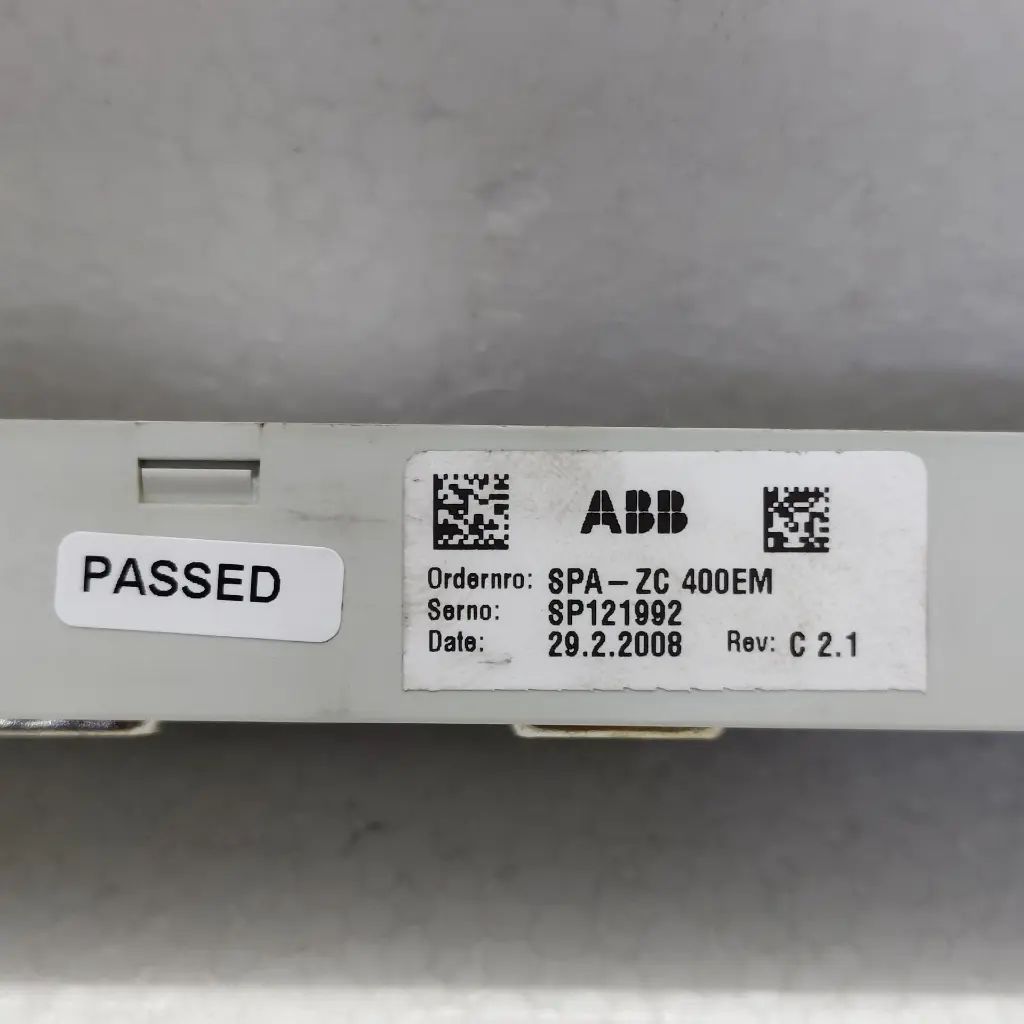 PASSED
ABB
Ordernro: SPA-ZC 400EM
Serno: SP121992
Date: 29.2.2008 Rev: C 2.1